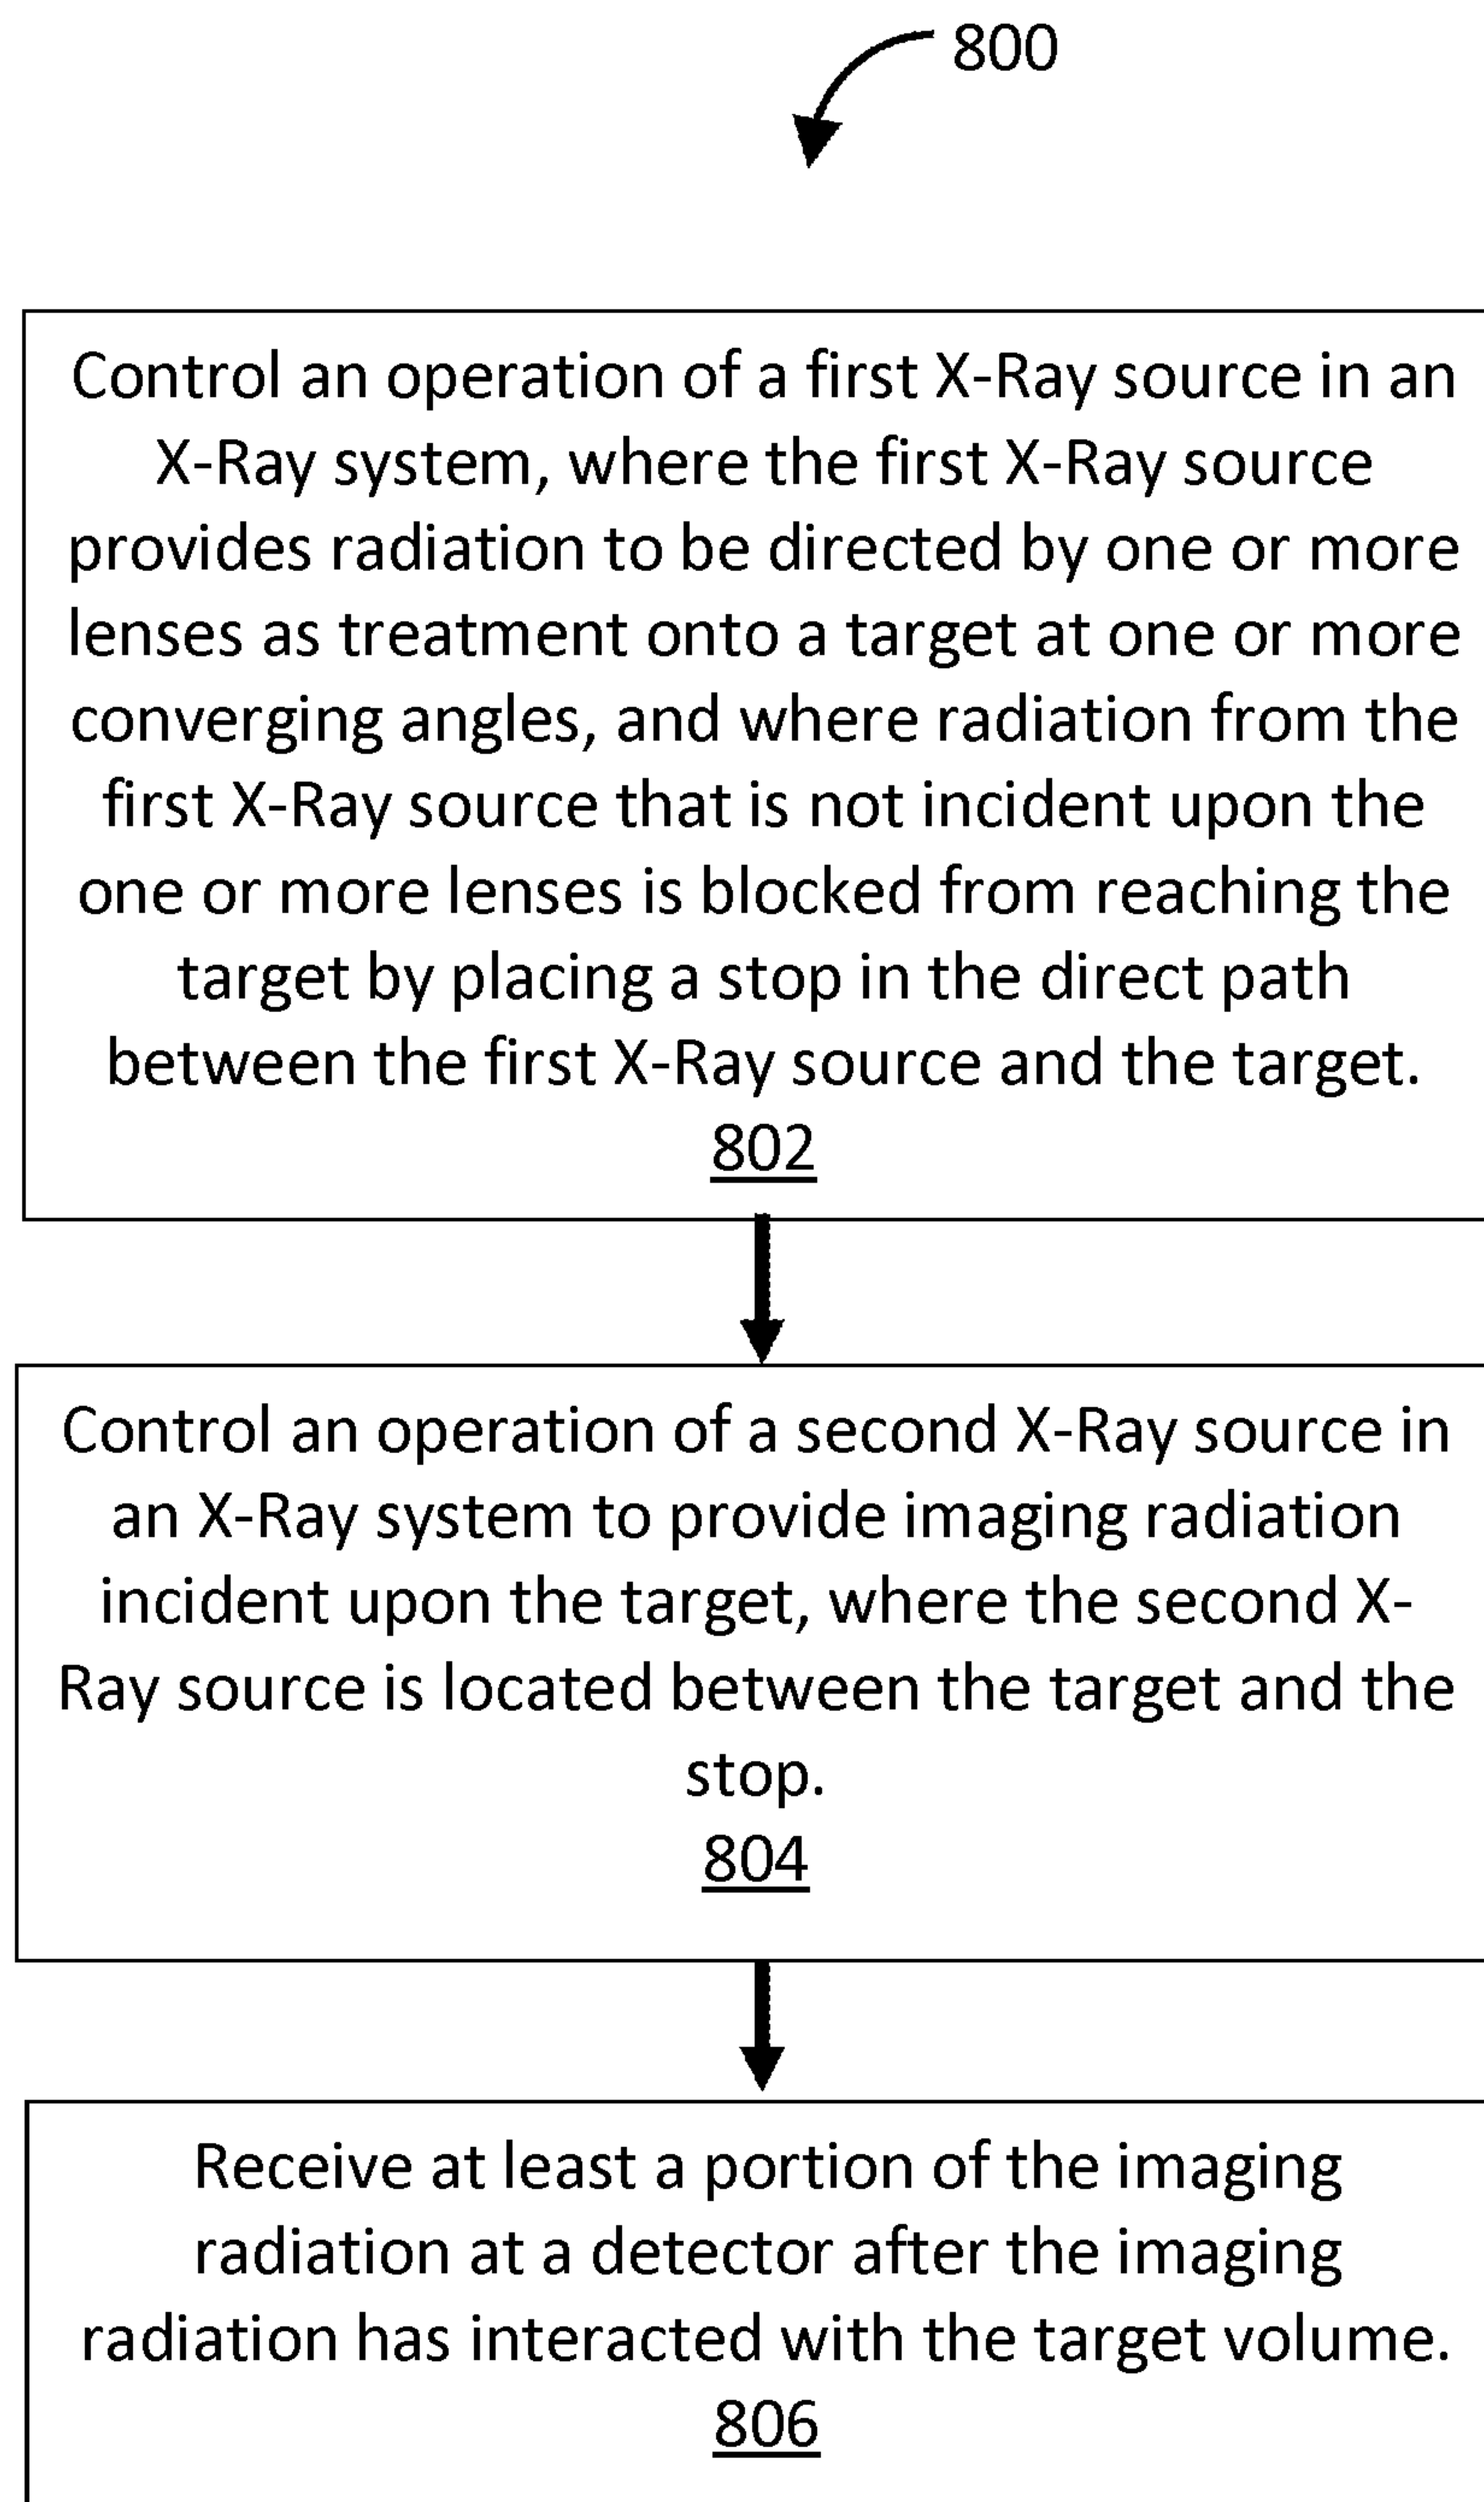 800
Control an operation of a first X-Ray source in an
X-Ray system, where the first X-Ray source
provides radiation to be directed by one or more
lenses as treatment onto a target at one or more
converging angles, and where radiation from the
first X-Ray source that is not incident upon the
one or more lenses is blocked from reaching the
target by placing a stop in the direct path
between the first X-Ray source and the target.
802
Control an operation of a second X-Ray source in
an X-Ray system to provide imaging radiation
incident upon the target, where the second X-
Ray source is located between the target and the
stop.
804
Receive at least a portion of the imaging
radiation at a detector after the imaging
radiation has interacted with the target volume.
806